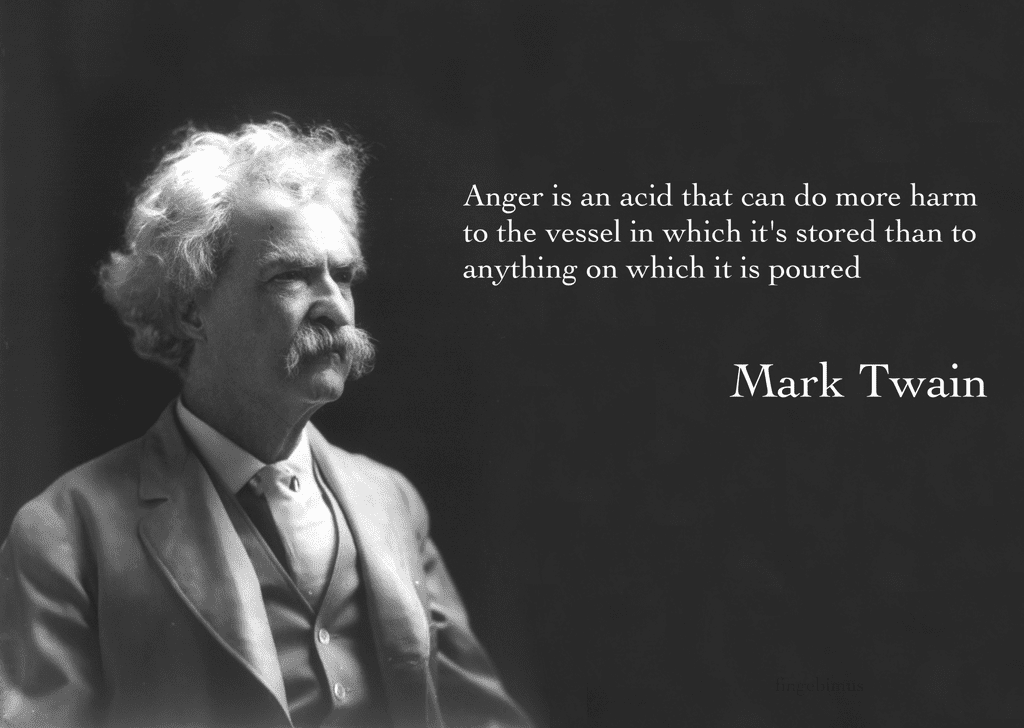 Anger is an acid that can do more harm
to the vessel in which it's stored than to
anything on which it is poured
Mark Twain